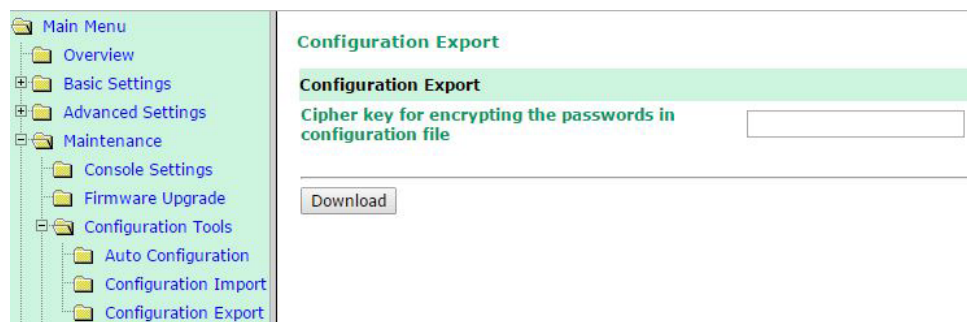 Main Menu
Overview
Basic Settings
Advanced Settings
Maintenance
Console Settings
Firmware Upgrade
Configuration Tools
Auto Configuration
Configuration Import
Configuration Export
Configuration Export
Configuration Export
Cipher key for encrypting the passwords in
configuration file
Download